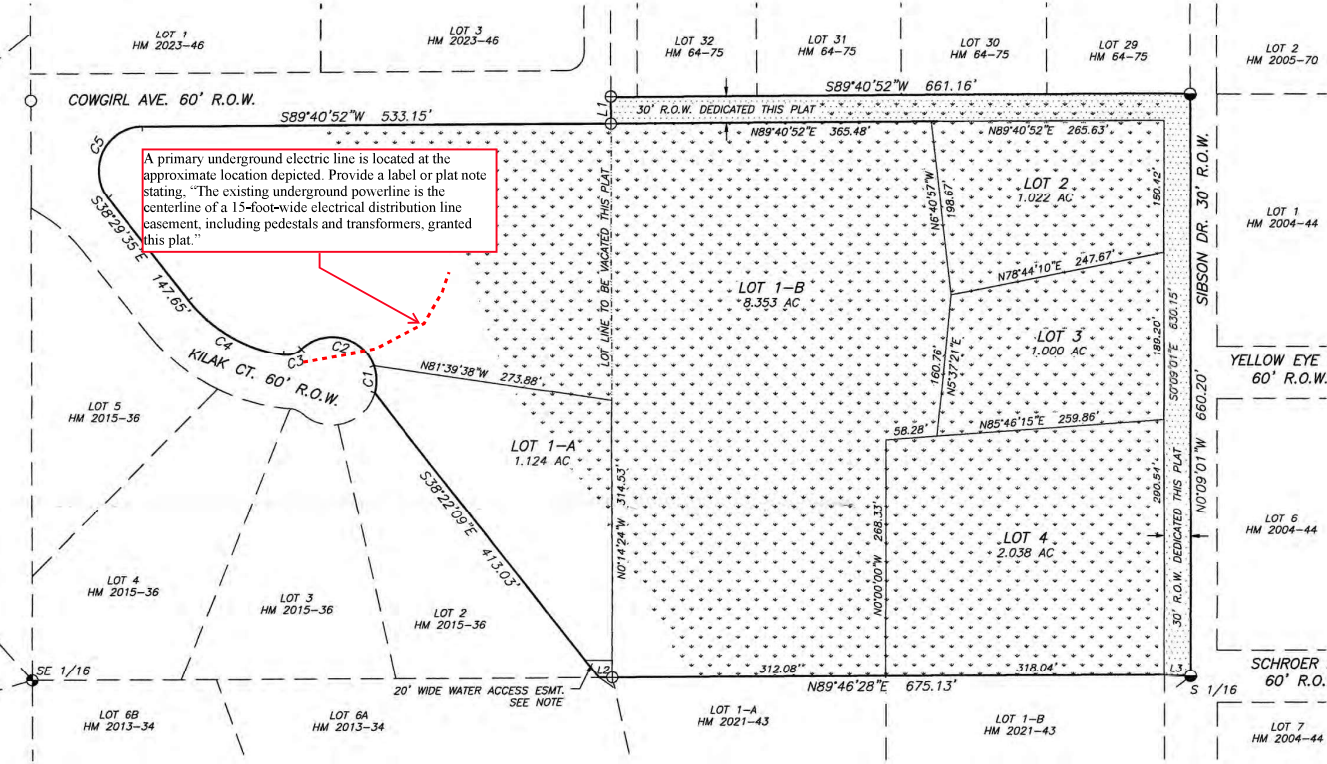 LOT 1
HM 2023-46
LOT 3
HM 2023-46
LOT 32
HM 64-75
LOT 31
HM 64-75
LOT 30
HM 64-75
LOT 29
HM 64-75
LOT 2
HM 2005-70
COWGIRL AVE. 60' R.O.W.
S89°40'52"W 533.15'
L1
S89°40'52"W 661.16'
30' R.O.W. DEDICATED THIS PLAT
N89°40'52"E 365.48'
N89°40'52"E 265.63'
C5
A primary underground electric line is located at the
approximate location depicted. Provide a label or plat note
stating, “The existing underground powerline is the
centerline of a 15-foot-wide electrical distribution line
easement, including pedestals and transformers, granted
this plat.”
S38°29'35"E 147.65'
LOT LINE TO BE VACATED THIS PLAT
N6°40'57"W
198.67'
LOT 2
1.022 AC
150.42'
SIBSON DR. 30' R.O.W.
LOT 1
HM 2004-44
N78°44'10"E 247.67'
LOT 1-B
8.353 AC
LOT 3
1.000 AC
160.76'
N5°37'21"E
189.20'
S0°09'01"E 630.15'
YELLOW EYE
60' R.O.W.
C4
C3
C2
C1
KILAK CT. 60' R.O.W.
N81°39'38"W 273.88'
LOT 5
HM 2015-36
LOT 1-A
1.124 AC
58.28'
N85°46'15"E 259.86'
N0°09'01"W 660.20'
S38°22'09"E 413.03'
N0°14'24"W 314.53'
N0°00'00"W 268.33'
290.54'
LOT 4
2.038 AC
30' R.O.W. DEDICATED THIS PLAT
LOT 6
HM 2004-44
LOT 4
HM 2015-36
LOT 3
HM 2015-36
LOT 2
HM 2015-36
SE 1/16
L2
312.08''
318.04'
L3
SCHROER
60' R.O.
N89°46'28"E 675.13'
S 1/16
20' WIDE WATER ACCESS ESMT.
SEE NOTE
LOT 6B
HM 2013-34
LOT 6A
HM 2013-34
LOT 1-A
HM 2021-43
LOT 1-B
HM 2021-43
LOT 7
HM 2004-44